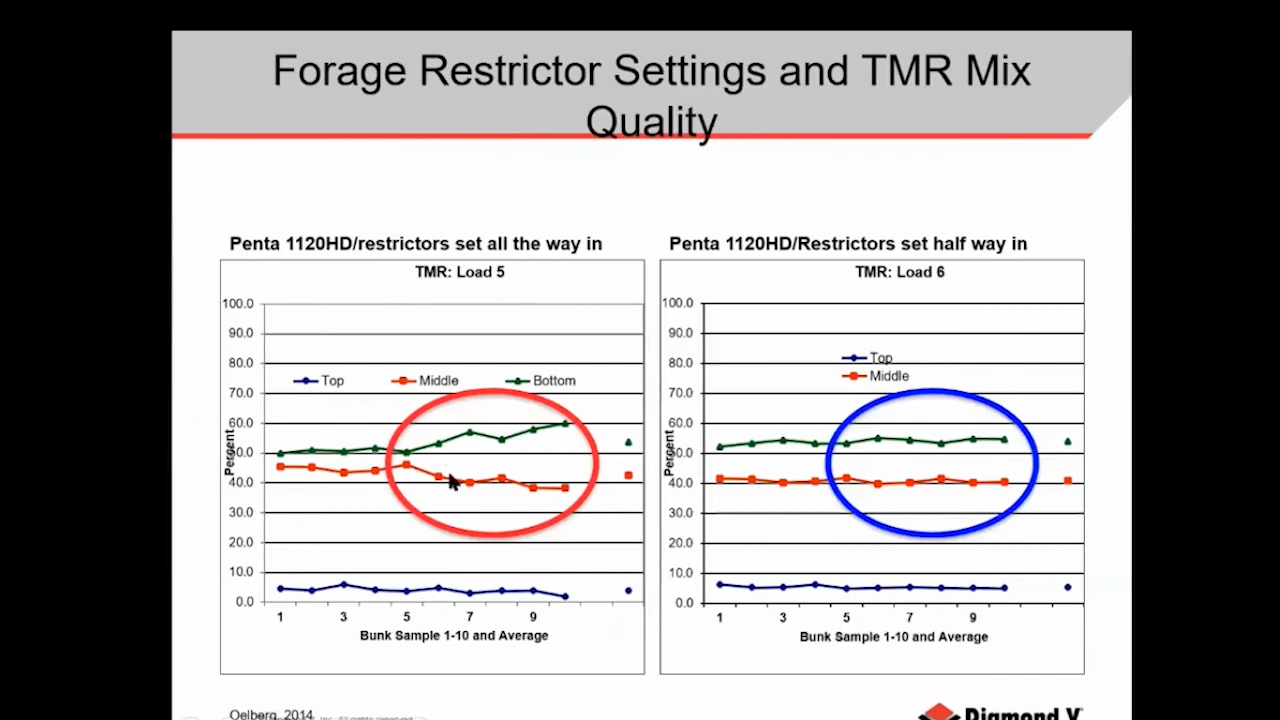 Forage Restrictor Settings and TMR Mix
Quality
Penta 1120HD/restrictors set all the way in
TMR: Load 5
100.0
90.0
80.0
70.0
60.0
50.0
40.0
30.0
20.0
10.0
0.0
Percent
Top Middle Bottom
1 3 5 7 9
Bunk Sample 1-10 and Average
Penta 1120HD/Restrictors set half way in
TMR: Load 6
100.0
90.0
80.0
70.0
60.0
50.0
40.0
30.0
20.0
10.0
0.0
Percent
Top
Middle
1 3 5 7 9
Bunk Sample 1-10 and Average
Oelberg, 2014
Inc. All rights reserved
Diamond V